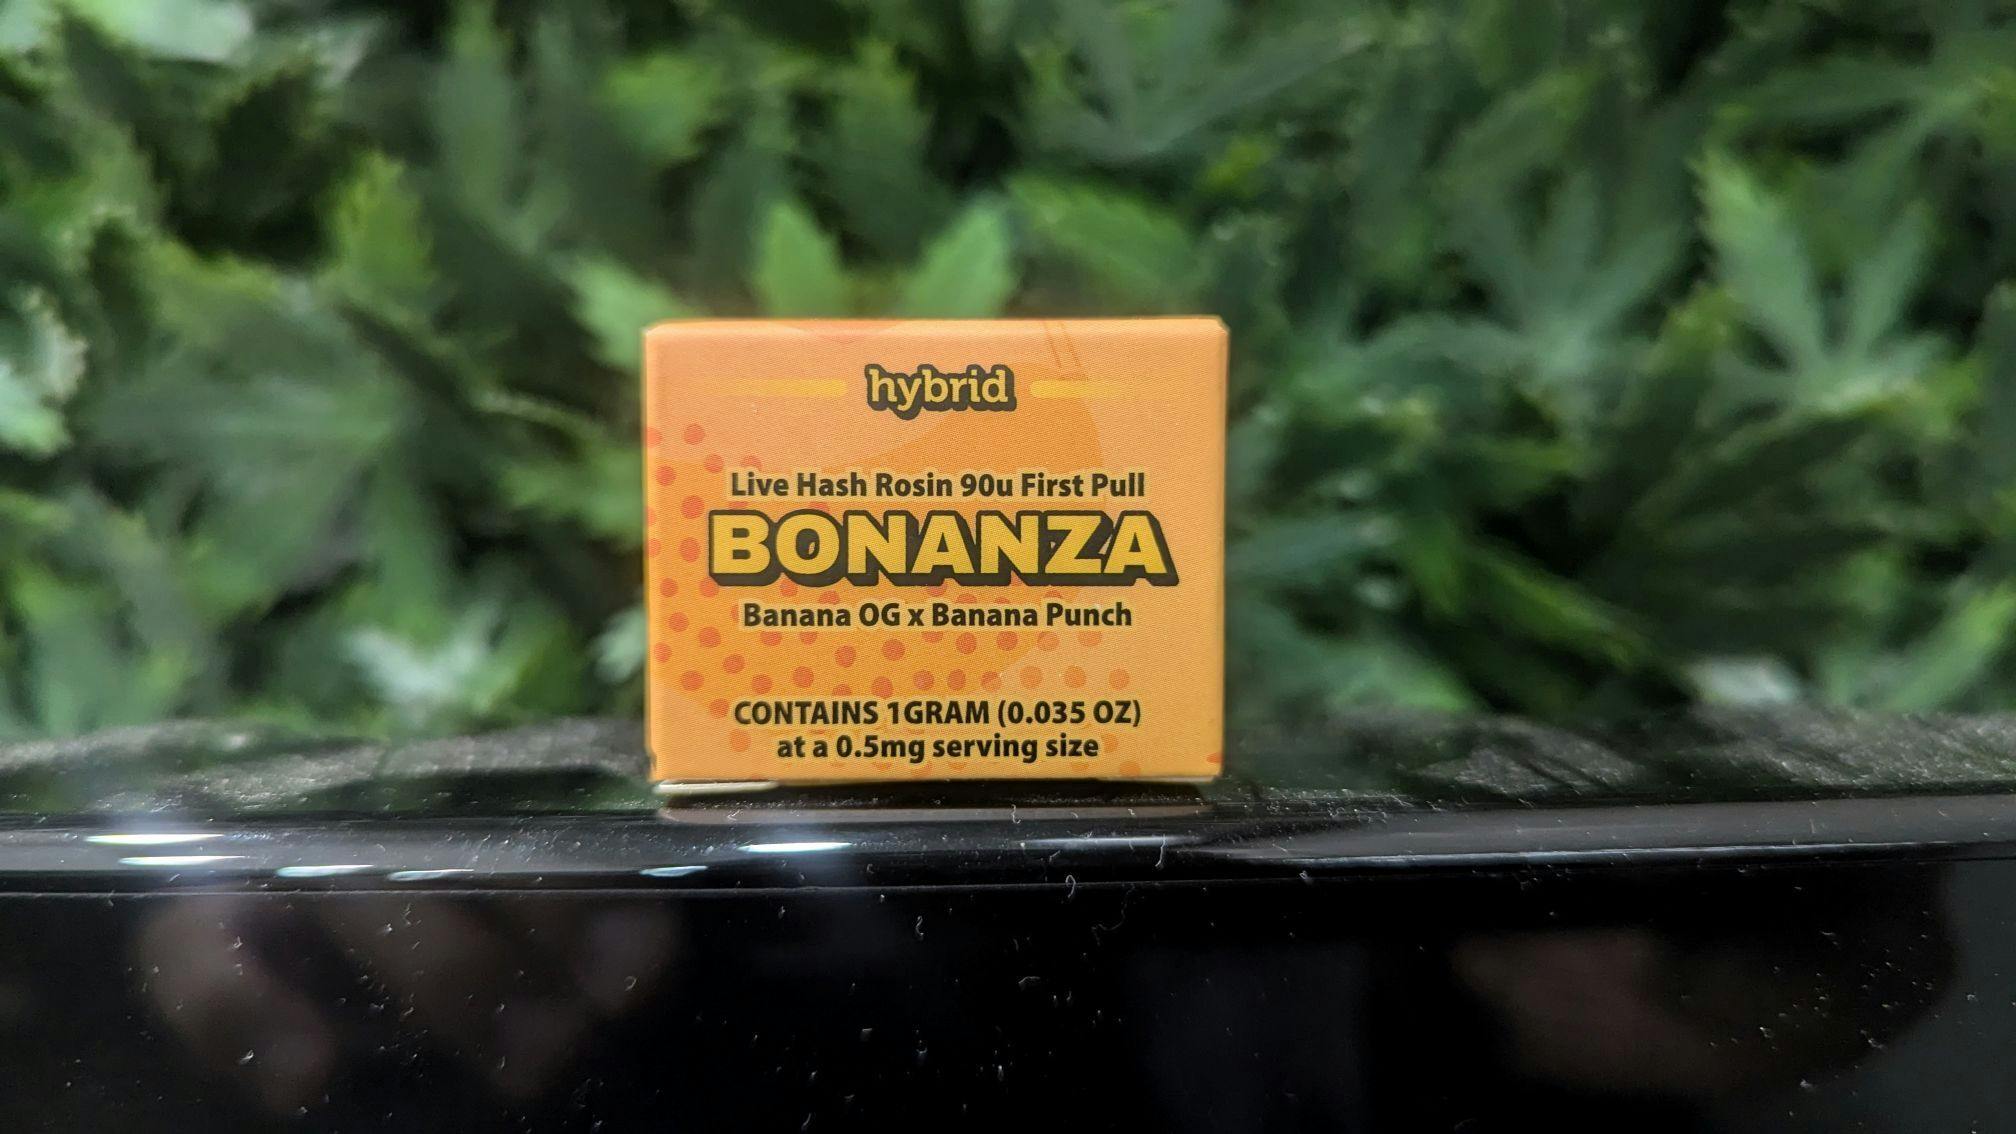 hybrid
Live Hash Rosin 90u First Pull
BONANZA
Banana OG x Banana Punch
CONTAINS 1GRAM (0.035 OZ)
at a 0.5mg serving size